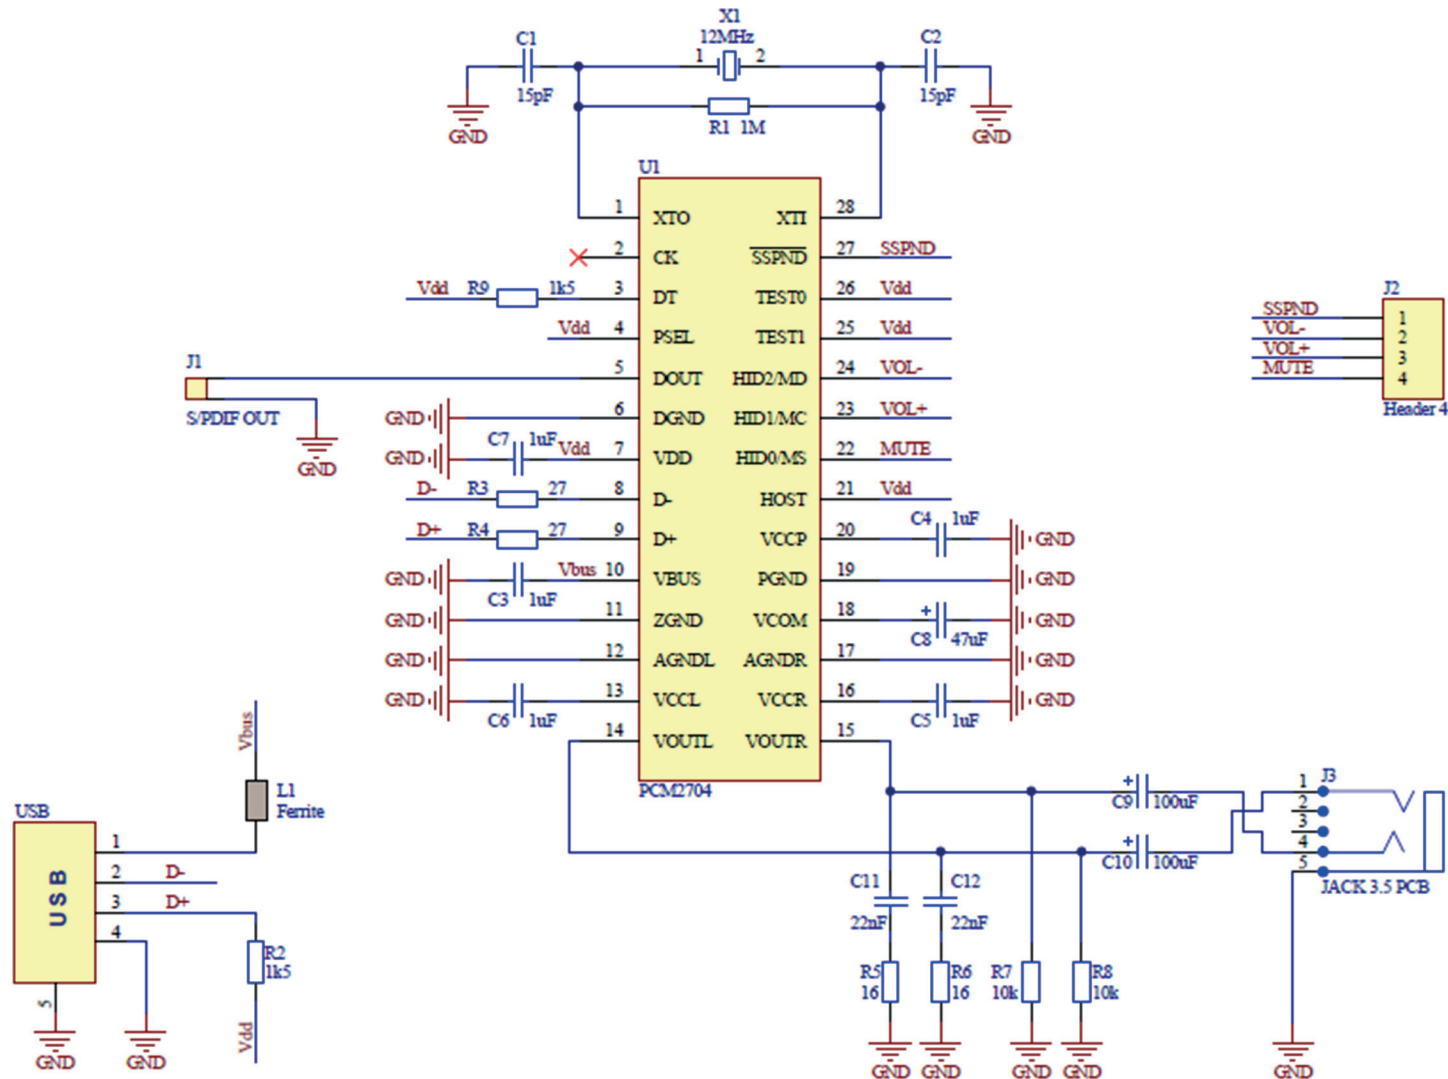 X1
12MHz
C1
1
2
C2
15pF
15pF
GND
R1 1M
GND
U1
1 XTO
XTI 28
2 CK
SSPND 27 SSPND
Vdd R9 1k5 3 DT
TEST0 26 Vdd
Vdd 4 PSEL
TEST1 25 Vdd
J1
5 DOUT
HID2/MD 24 VOL-
S/PDIF OUT
GND
GND 6 DGND
HID1/MC 23 VOL+
GND C7 1uF Vdd 7 VDD
HID0/MS 22 MUTE
D- R3 27 8 D-
HOST 21 Vdd
D+ R4 27 9 D+
VCCP 20 C4 1uF GND
GND C3 1uF Vbus 10 VBUS
PGND 19 GND
GND 11 ZGND
VCOM 18 + C8 47uF GND
GND 12 AGNDL
AGNDR 17 GND
GND C6 1uF 13 VCCL
VCCR 16 C5 1uF GND
14 VOUTL
VOUTR 15
PCM2704
J2
SSPND 1
VOL- 2
VOL+ 3
MUTE 4
Header 4
Vbus
L1
Ferrite
USB
USB
1
2 D-
3 D+
4
5
R2
1k5
Vdd
GND
GND
+
C9 100uF
+
C10 100uF
J3
1
2
3
4
5
JACK 3.5 PCB
C11
22nF
C12
22nF
R5
16
R6
16
R7
10k
R8
10k
GND
GND
GND
GND
GND